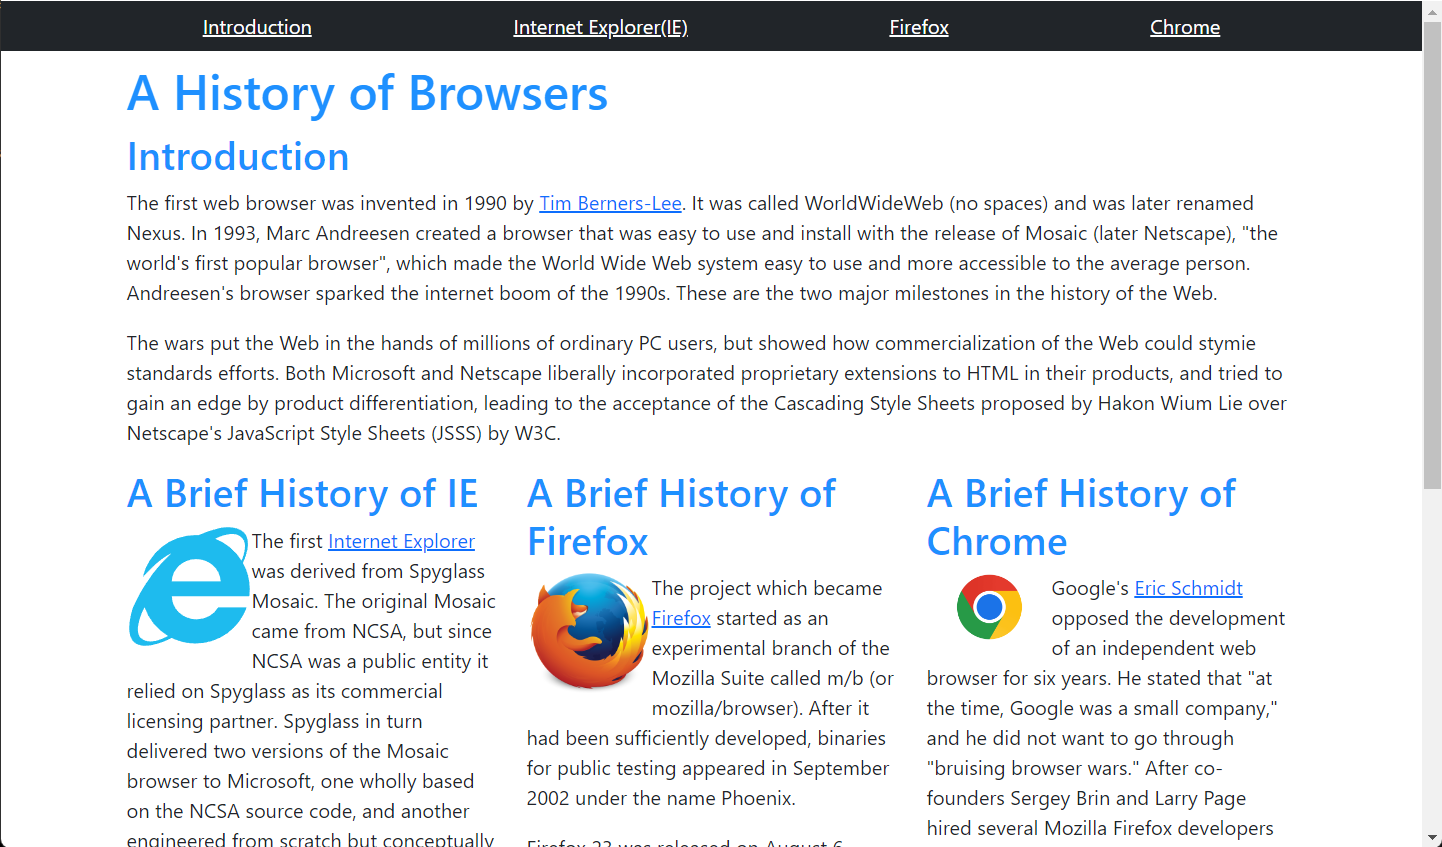 Introduction
Internet Explorer(IE)
Firefox
Chrome
A History of Browsers
Introduction
The first web browser was invented in 1990 by Tim Berners-Lee. It was called WorldWideWeb (no spaces) and was later renamed
Nexus. In 1993, Marc Andreesen created a browser that was easy to use and install with the release of Mosaic (later Netscape), "the
world's first popular browser", which made the World Wide Web system easy to use and more accessible to the average person.
Andreesen's browser sparked the internet boom of the 1990s. These are the two major milestones in the history of the Web.
The wars put the Web in the hands of millions of ordinary PC users, but showed how commercialization of the Web could stymie
standards efforts. Both Microsoft and Netscape liberally incorporated proprietary extensions to HTML in their products, and tried to
gain an edge by product differentiation, leading to the acceptance of the Cascading Style Sheets proposed by Hakon Wium Lie over
Netscape's JavaScript Style Sheets (JSSS) by W3C.
A Brief History of IE
The first Internet Explorer
was derived from Spyglass
Mosaic. The original Mosaic
came from NCSA, but since
NCSA was a public entity it
relied on Spyglass as its commercial
licensing partner. Spyglass in turn
delivered two versions of the Mosaic
browser to Microsoft, one wholly based
on the NCSA source code, and another
engineered from scratch but conceptually
A Brief History of
Firefox
The project which became
Firefox started as an
experimental branch of the
Mozilla Suite called m/b (or
mozilla/browser). After it
had been sufficiently developed, binaries
for public testing appeared in September
2002 under the name Phoenix.
Firefox 23 was released on August 6,
A Brief History of
Chrome
Google's Eric Schmidt
opposed the development
of an independent web
browser for six years. He stated that "at
the time, Google was a small company,"
and he did not want to go through
"bruising browser wars." After co-
founders Sergey Brin and Larry Page
hired several Mozilla Firefox developers